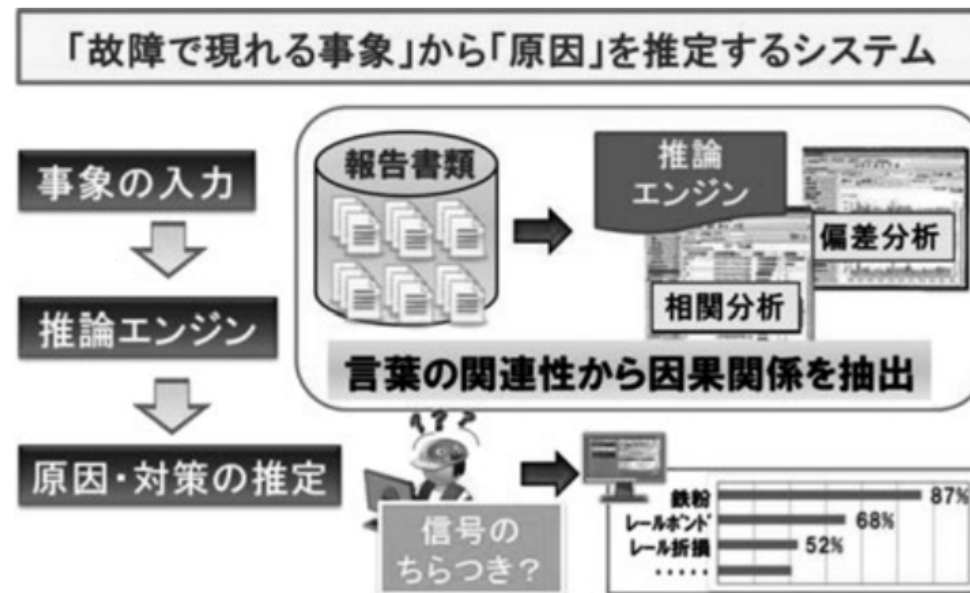 「故障で現れる事象」から「原因」を推定するシステム
事象の入力
推論エンジン
原因・対策の推定
報告書類
推論
エンジン
偏差分析
相関分析
言葉の関連性から因果関係を抽出
???
信号の
ちらつき?
鉄粉
87%
レールボンド
68%
レール折損
52%
・・・・・